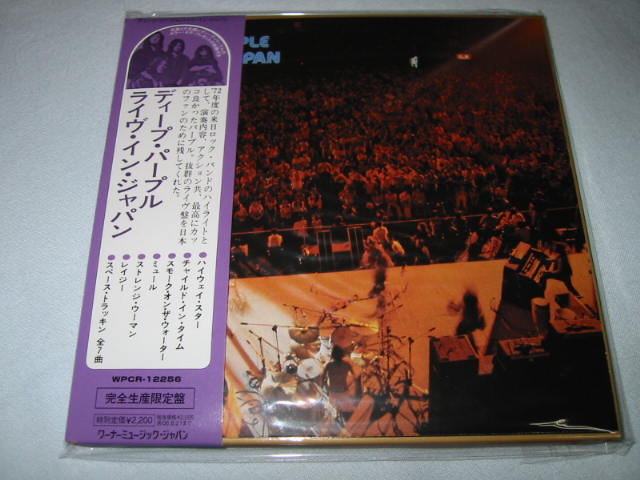 PLE
PAN
ディープ・パープル
ライヴ・イン・ジャパン
'72年度の来日ロック・バンドのハイライトと
して、演奏内容、アクション共、最高にカッ
コ良かったパープル。抜群のライヴ盤を日本
のファンのために残してくれた。
・ハイウェイ・スター
・チャイルド・イン・タイム
・スモーク・オン・ザ・ウォーター
・ミュール
・ストレンジ・ウーマン
・レイジー
・スペース・トラッキン 全7曲
WPCR-12256
完全生産限定盤
特別定価¥2,200
ワーナーミュージック・ジャパン